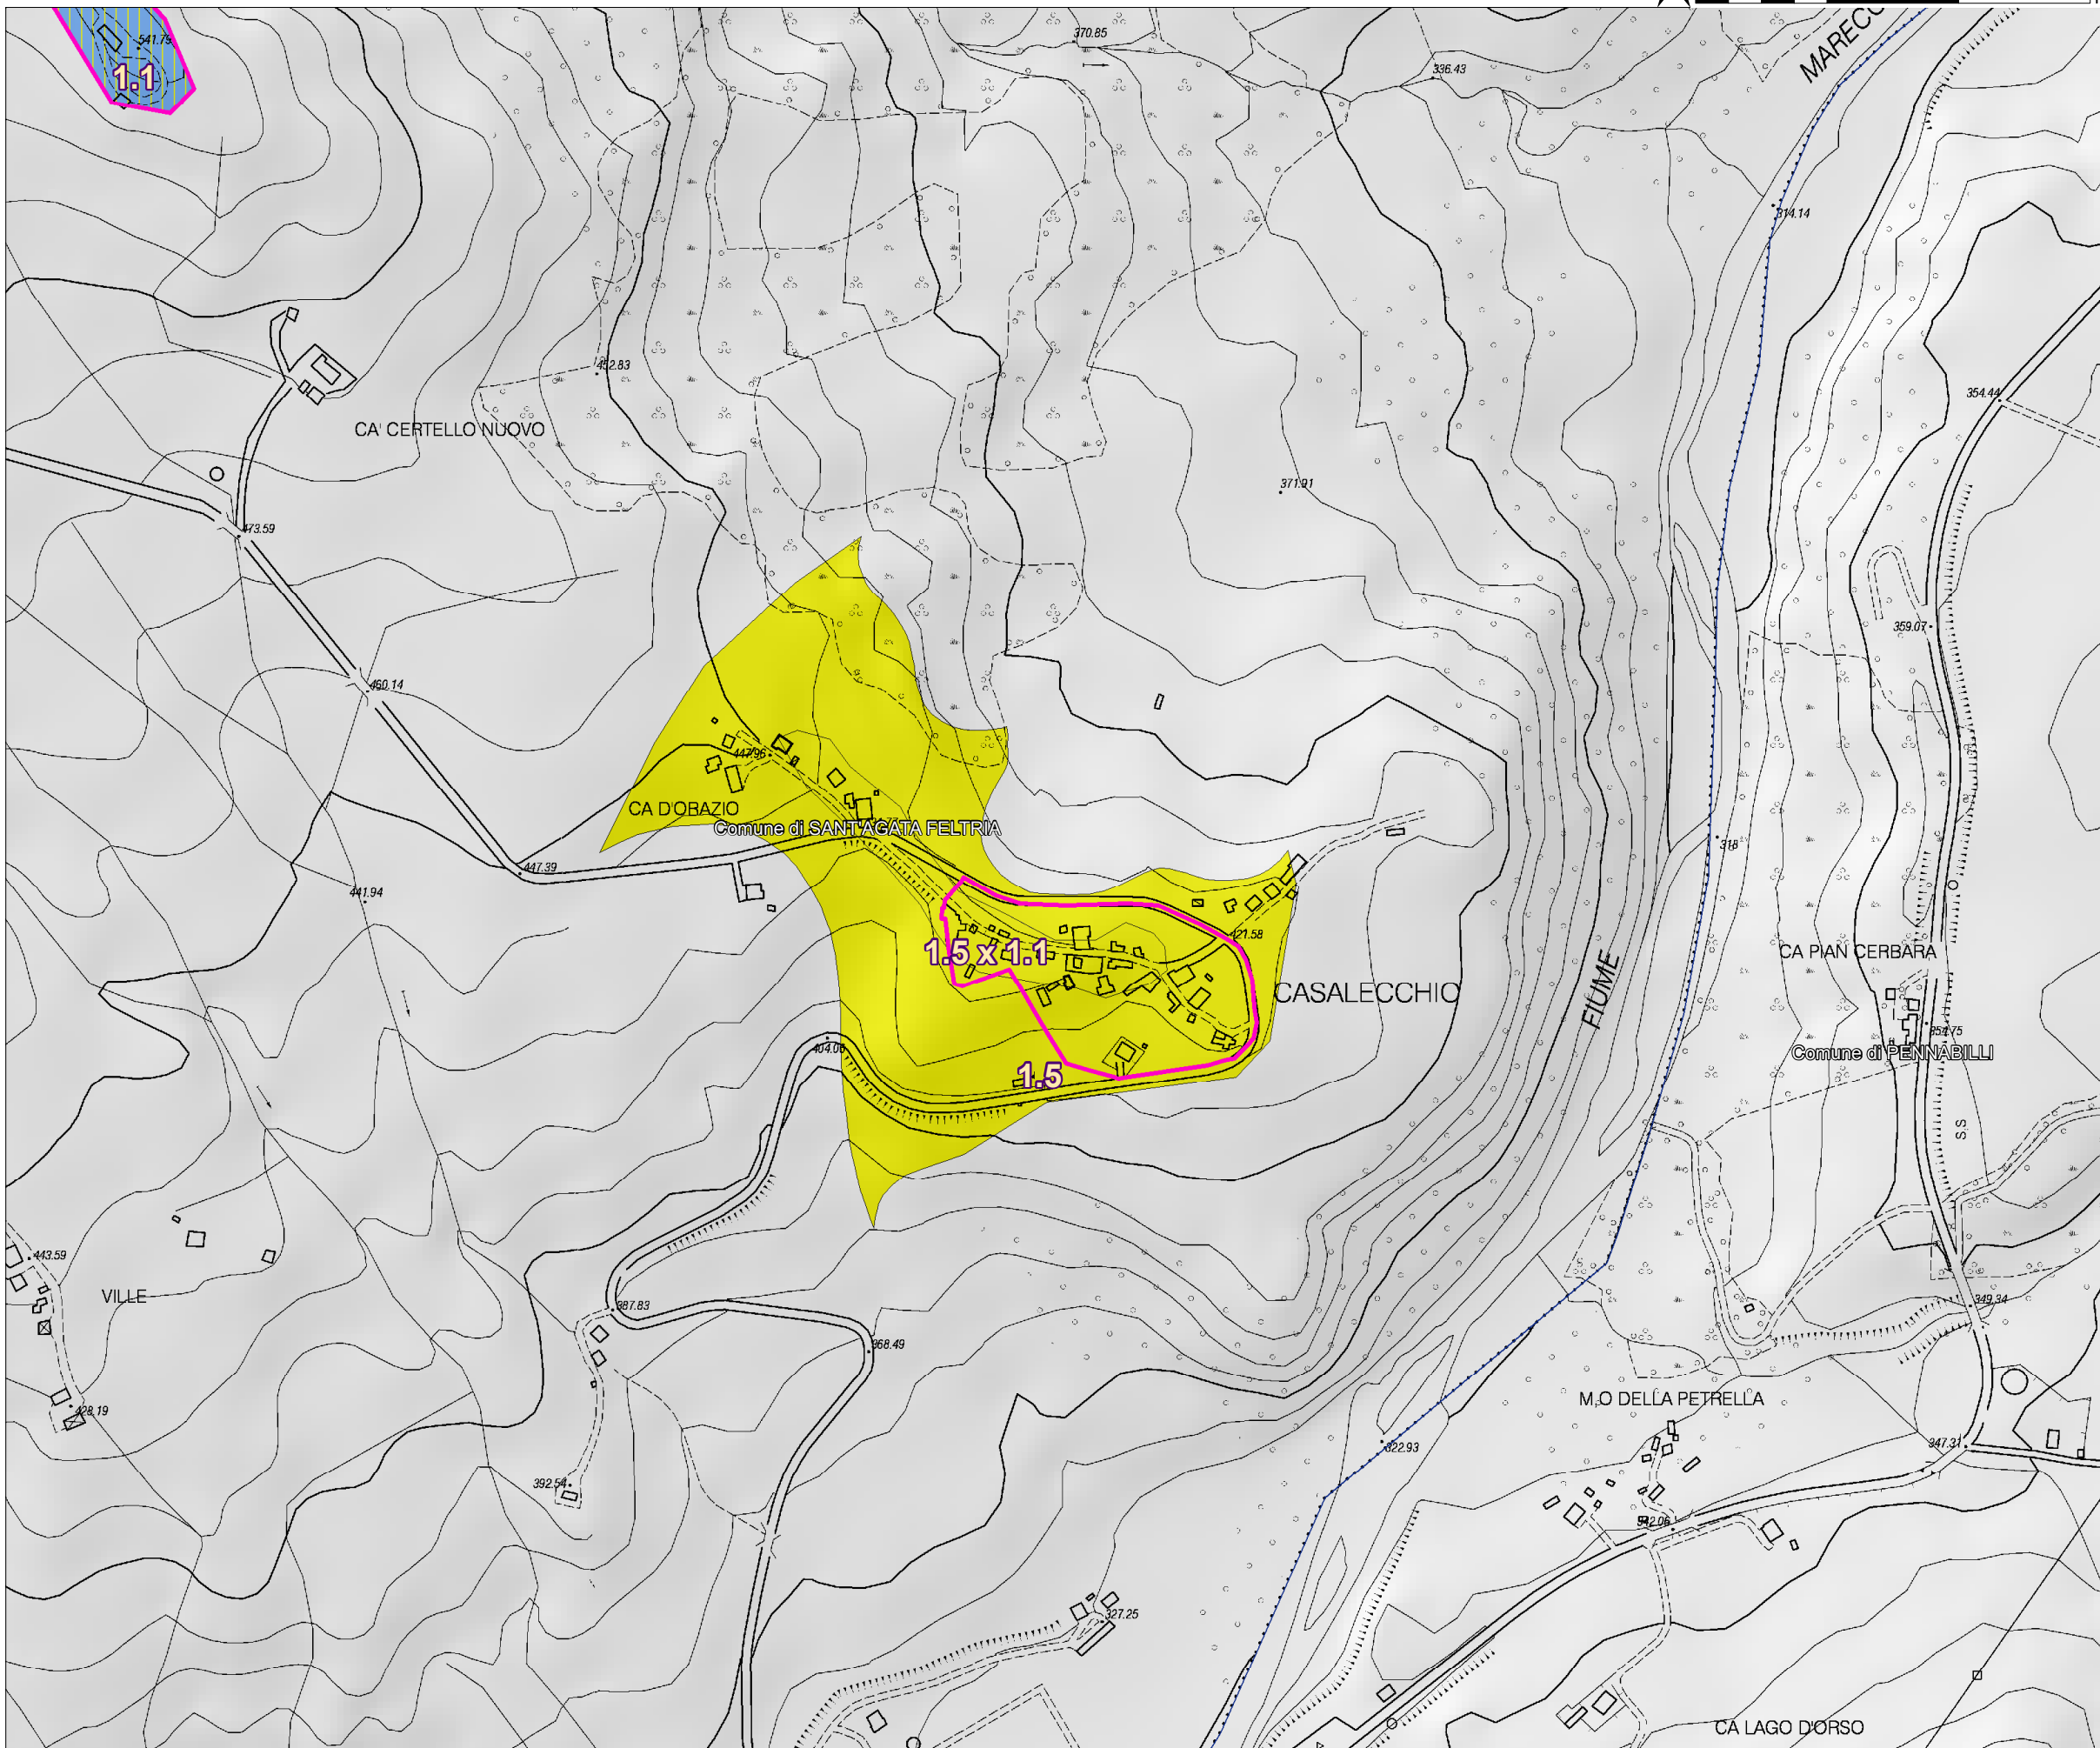 370.85
MARECC
541.75
1.1
336.43
314.14
452.83
354.44
CA' CERTELLO NUOVO
371.91
473.59
359.07
460.14
447.96
CA D'ORAZIO
Comune di SANT'AGATA FELTRIA
318
447.39
441.94
421.58
1.5 x 1.1
CA PIAN CERBARA
CASALECCHIO
FIUME
354.75
404.06
Comune di PENNABILLI
1.5
S.S
443.59
VILLE
387.83
349.34
368.49
M,O DELLA PETRELLA
428.19
322.93
347.31
392.54
342.06
327.25
CA LAGO D'ORSO